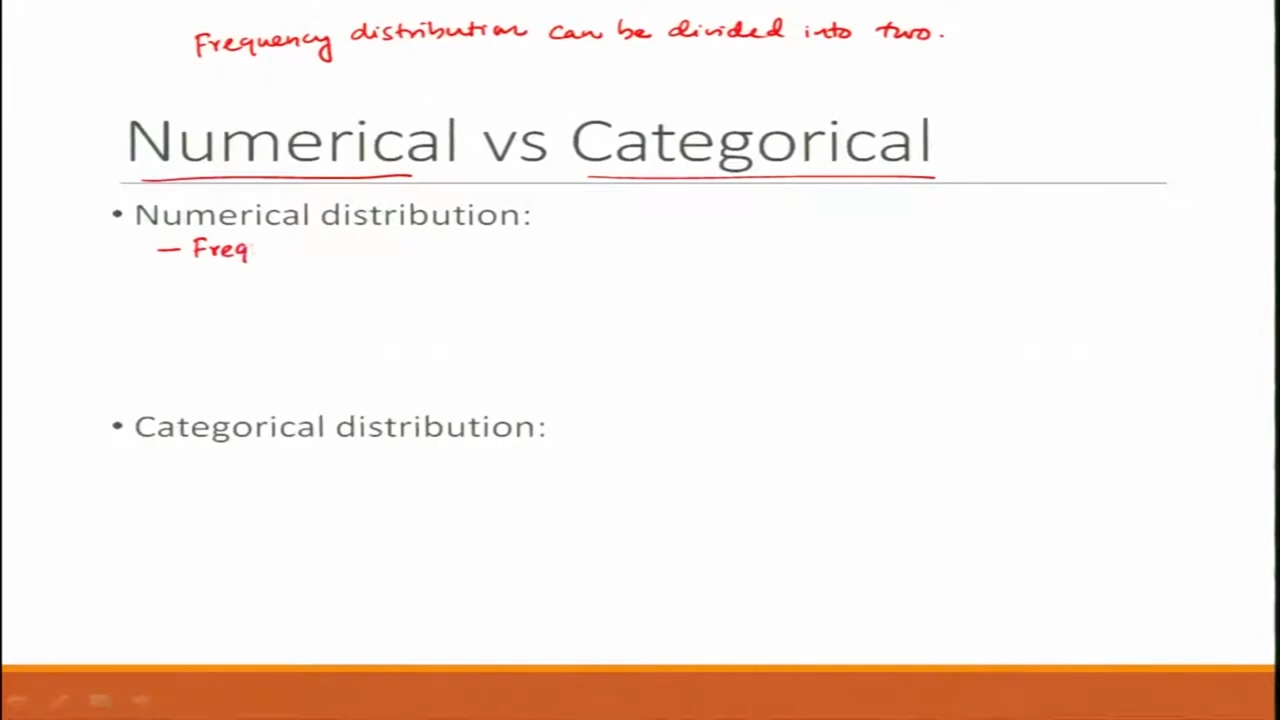 Frequency distribution can be divided into two.
Numerical vs Categorical
• Numerical distribution:
— Freq
• Categorical distribution: